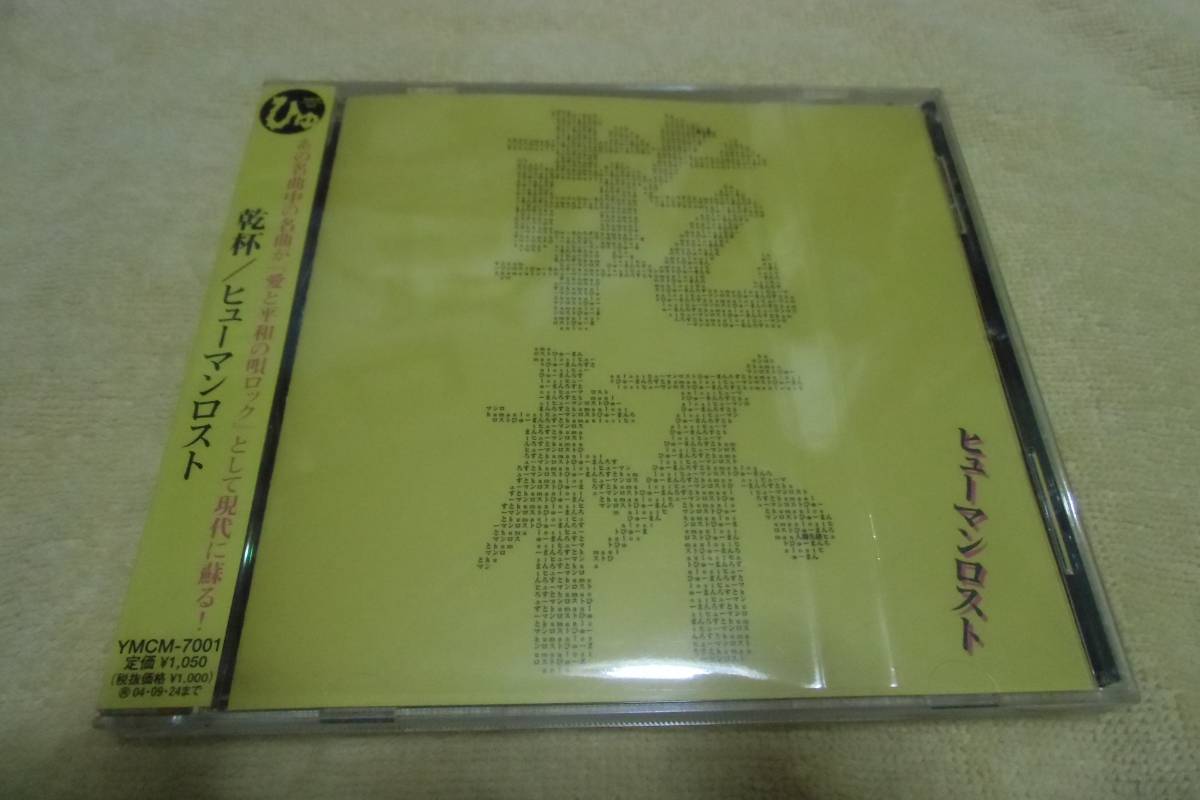 ひゅ
あの名曲中の名曲が「愛と平和の唄ロック」として現代に蘇る!
乾杯/ヒューマンロスト
YMCM-7001
定価 ¥1,050
(税抜価格 ¥1,000)
04・09・24まで
乾杯
ヒューマンロスト